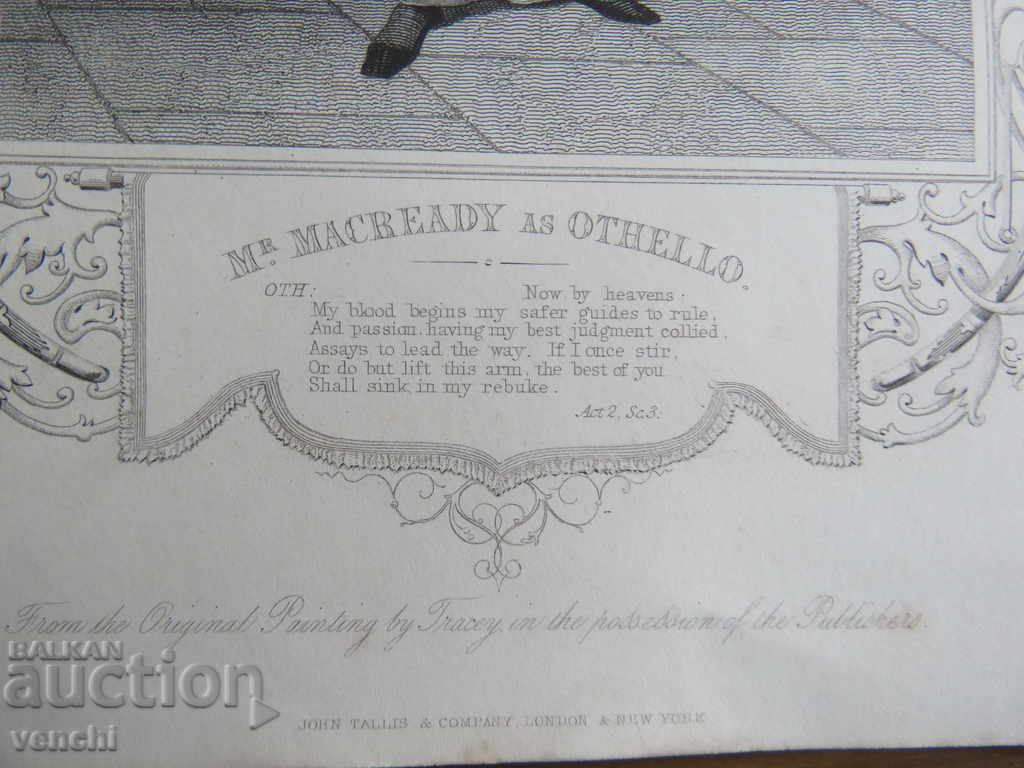 MR. MACREADY AS OTHELLO.
OTH: Now, by heavens.
My blood begins my safer guides to rule,
And passion, having my best judgment collied,
Assays to lead the way. If I once stir,
Or do but lift this arm, the best of you
Shall sink in my rebuke.
Act 2, Sc 3.
From the Original Painting by Tracey, in the possession of the Publishers.
JOHN TALLIS & COMPANY, LONDON & NEW YORK
BALKAN
auction
venchi